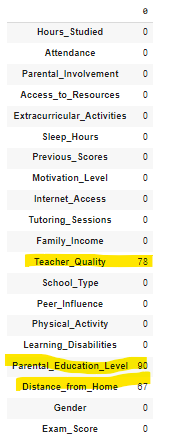 0
Hours_Studied 0
Attendance 0
Parental_Involvement 0
Access_to_Resources 0
Extracurricular_Activities 0
Sleep_Hours 0
Previous_Scores 0
Motivation_Level 0
Internet_Access 0
Tutoring_Sessions 0
Family_Income 0
Teacher_Quality 78
School_Type 0
Peer_Influence 0
Physical_Activity 0
Learning_Disabilities 0
Parental_Education_Level 90
Distance_from_Home 67
Gender 0
Exam_Score 0